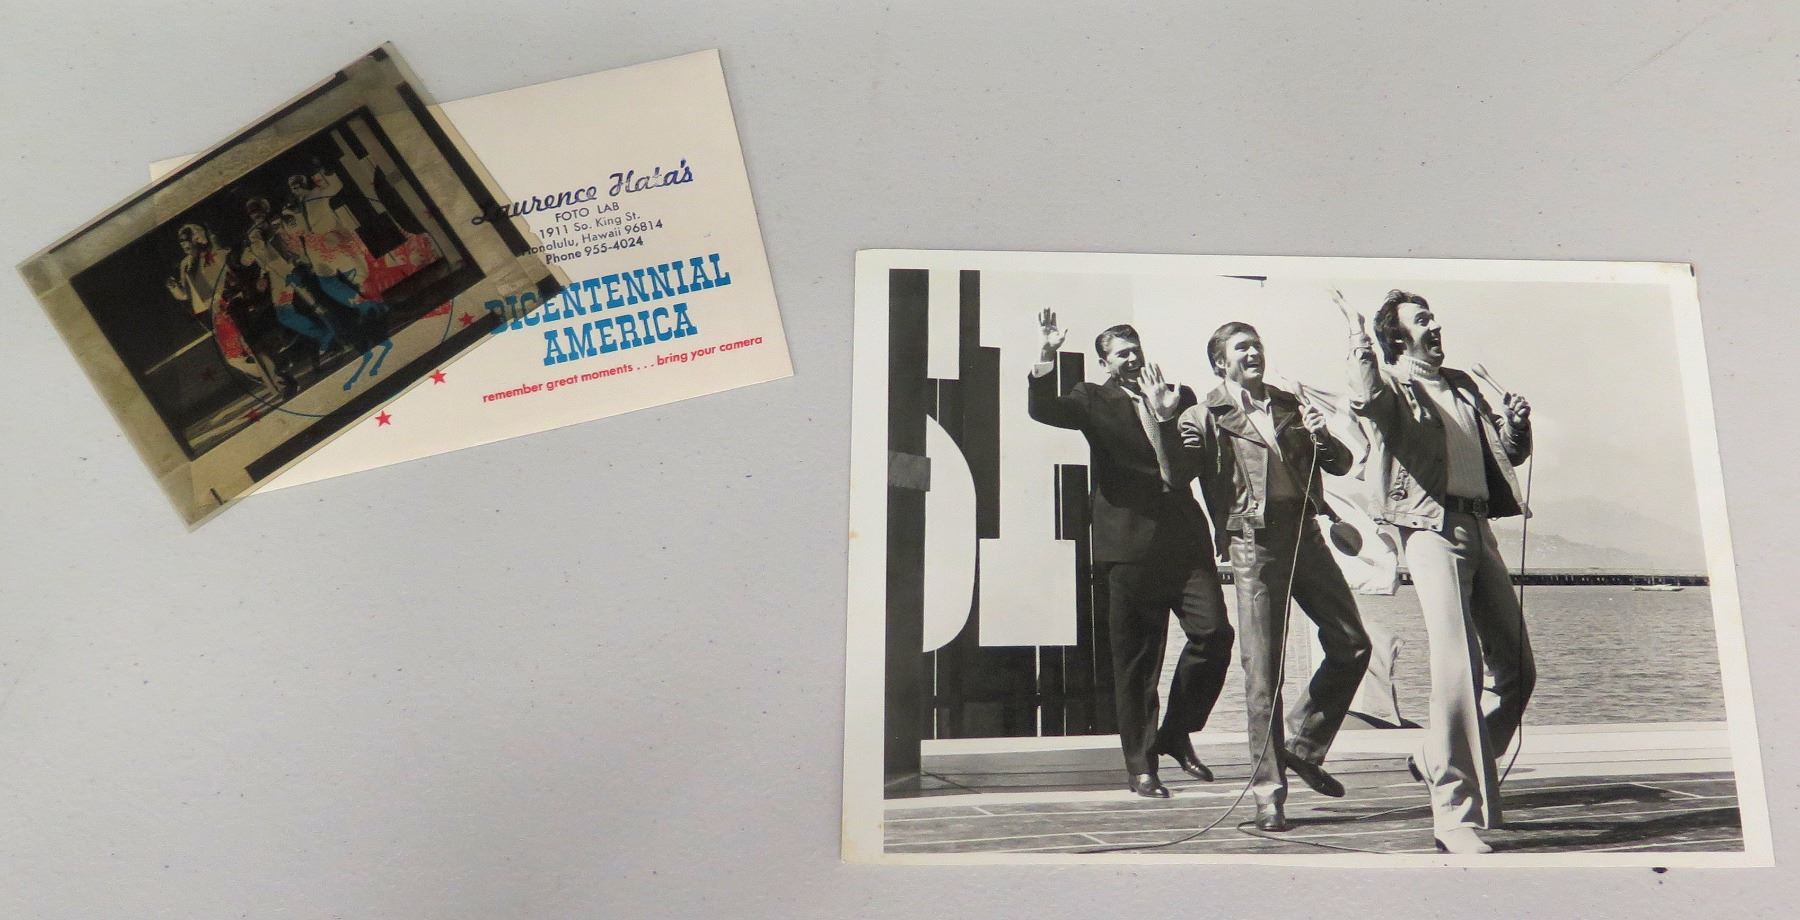 Laurence Hata's
FOTO LAB
1911 So. King St.
Honolulu, Hawaii 96814
Phone 955-4024
BICENTENNIAL
AMERICA
remember great moments . . . bring your camera